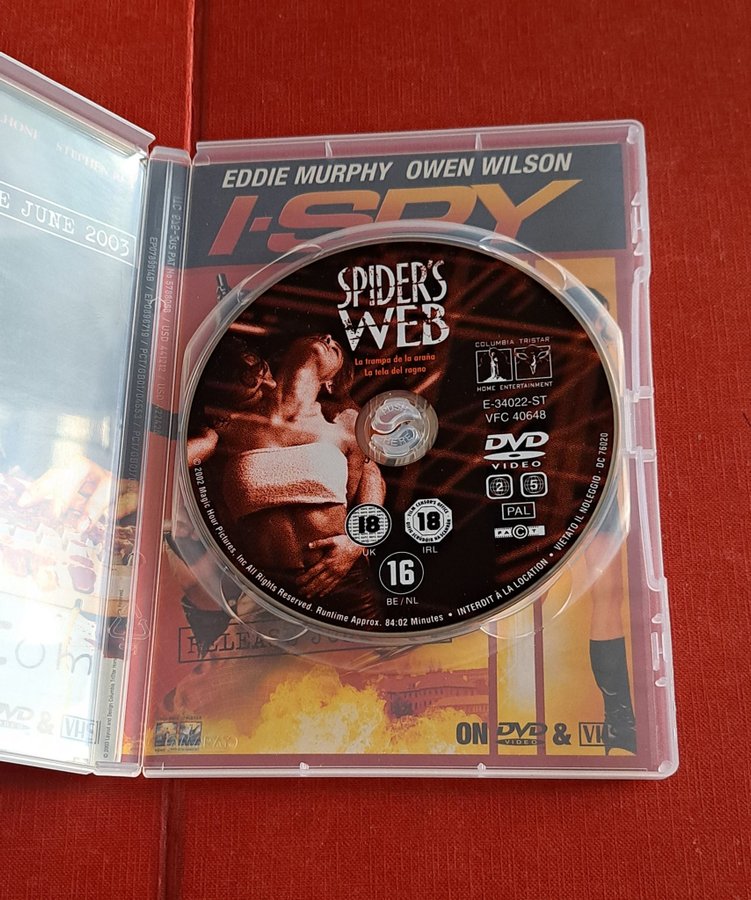 E JUNE 2003
EDDIE MURPHY OWEN WILSON
I-SPY
SPIDER'S
WEB
La trampa de la araña
La tela del ragno
COLUMBIA TRISTAR
HOME ENTERTAINMENT
E-34022-ST
VFC 40648
DVD
VIDEO
2 5
PAL
18 18
UK IRL
16
BE/NL
2002 Magic Hour Pictures, Inc All Rights Reserved. Runtime Approx. 84:02 Minutes • INTERDIT À LA LOCATION • VIETATO IL NOLEGGIO • DC 76020
PUSH
ON DVD & VHS
VIDEO
DVD & VHS